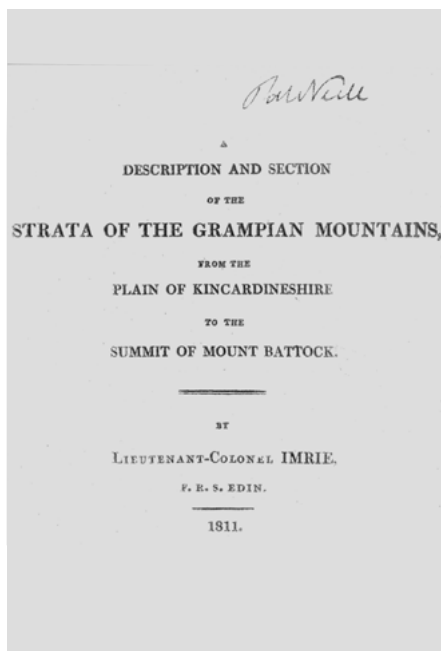 Pat Neill
A
DESCRIPTION AND SECTION
OF THE
STRATA OF THE GRAMPIAN MOUNTAINS,
FROM THE
PLAIN OF KINCARDINESHIRE
TO THE
SUMMIT OF MOUNT BATTOCK.
BY
LIEUTENANT-COLONEL IMRIE,
F. R. S. EDIN.
1811.